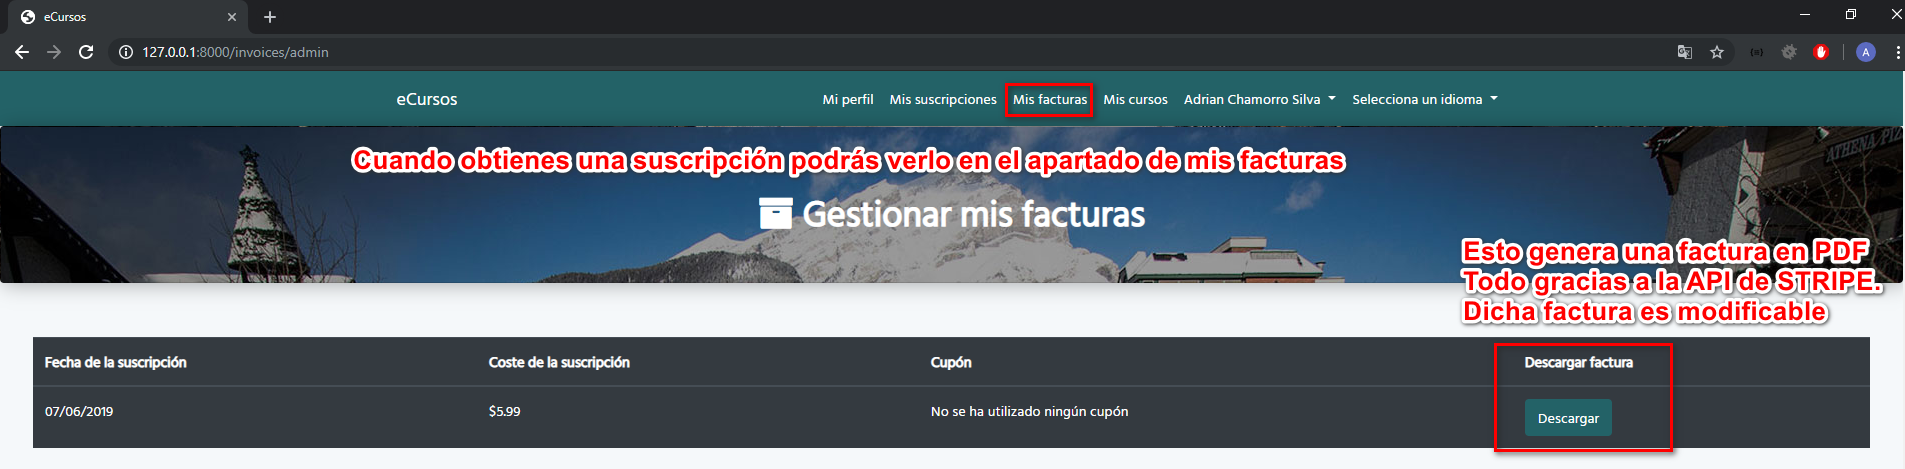 eCursos
127.0.0.1:8000/invoices/admin
A
eCursos
Mi perfil
Mis suscripciones
Mis facturas
Mis cursos
Adrian Chamorro Silva
Selecciona un idioma
Cuando obtienes una suscripción podrás verlo en el apartado de mis facturas
ATHENA PIZ
Gestionar mis facturas
Esto genera una factura en PDF
Todo gracias a la API de STRIPE.
Dicha factura es modificable
Fecha de la suscripción
Coste de la suscripción
Cupón
Descargar factura
07/06/2019
$5.99
No se ha utilizado ningún cupón
Descargar